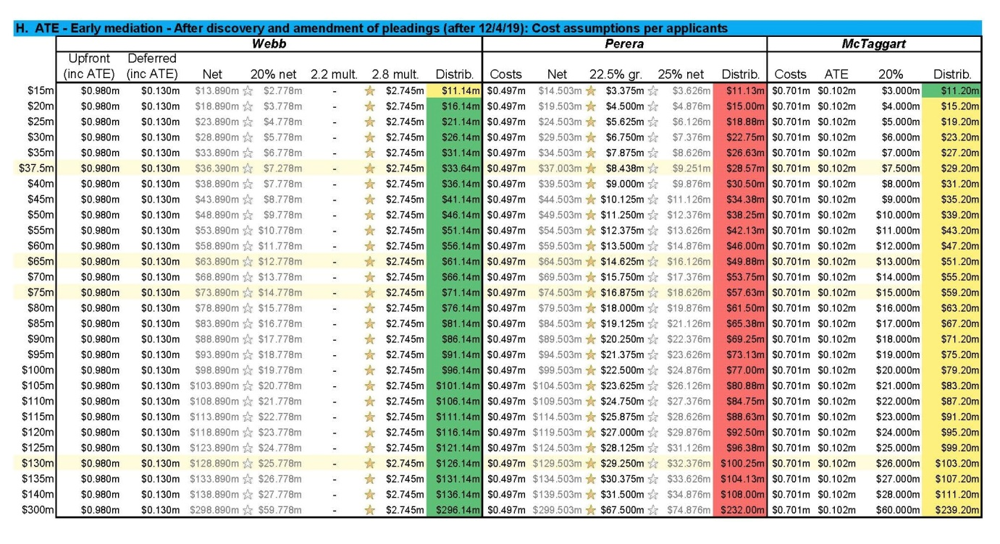 H. ATE - Early mediation - After discovery and amendment of pleadings (after 12/4/19): Cost assumptions per applicants
Webb Perera McTaggart
Upfront Deferred
(inc ATE) (inc ATE) Net 20% net 2.2 mult. 2.8 mult. Distrib. Costs Net 22.5% gr. 25% net Distrib. Costs ATE 20% Distrib.
$15m $0.980m $0.130m $13.890m $2.778m - $2.745m $11.14m $0.497m $14.503m $3.375m $3.626m $11.13m $0.701m $0.102m $3.000m $11.20m
$20m $0.980m $0.130m $18.890m $3.778m - $2.745m $16.14m $0.497m $19.503m $4.500m $4.876m $15.00m $0.701m $0.102m $4.000m $15.20m
$25m $0.980m $0.130m $23.890m $4.778m - $2.745m $21.14m $0.497m $24.503m $5.625m $6.126m $18.88m $0.701m $0.102m $5.000m $19.20m
$30m $0.980m $0.130m $28.890m $5.778m - $2.745m $26.14m $0.497m $29.503m $6.750m $7.376m $22.75m $0.701m $0.102m $6.000m $23.20m
$35m $0.980m $0.130m $33.890m $6.778m - $2.745m $31.14m $0.497m $34.503m $7.875m $8.626m $26.63m $0.701m $0.102m $7.000m $27.20m
$37.5m $0.980m $0.130m $36.390m $7.278m - $2.745m $33.64m $0.497m $37.003m $8.438m $9.251m $28.57m $0.701m $0.102m $7.500m $29.20m
$40m $0.980m $0.130m $38.890m $7.778m - $2.745m $36.14m $0.497m $39.503m $9.000m $9.876m $30.50m $0.701m $0.102m $8.000m $31.20m
$45m $0.980m $0.130m $43.890m $8.778m - $2.745m $41.14m $0.497m $44.503m $10.125m $11.126m $34.38m $0.701m $0.102m $9.000m $35.20m
$50m $0.980m $0.130m $48.890m $9.778m - $2.745m $46.14m $0.497m $49.503m $11.250m $12.376m $38.25m $0.701m $0.102m $10.000m $39.20m
$55m $0.980m $0.130m $53.890m $10.778m - $2.745m $51.14m $0.497m $54.503m $12.375m $13.626m $42.13m $0.701m $0.102m $11.000m $43.20m
$60m $0.980m $0.130m $58.890m $11.778m - $2.745m $56.14m $0.497m $59.503m $13.500m $14.876m $46.00m $0.701m $0.102m $12.000m $47.20m
$65m $0.980m $0.130m $63.890m $12.778m - $2.745m $61.14m $0.497m $64.503m $14.625m $16.126m $49.88m $0.701m $0.102m $13.000m $51.20m
$70m $0.980m $0.130m $68.890m $13.778m - $2.745m $66.14m $0.497m $69.503m $15.750m $17.376m $53.75m $0.701m $0.102m $14.000m $55.20m
$75m $0.980m $0.130m $73.890m $14.778m - $2.745m $71.14m $0.497m $74.503m $16.875m $18.626m $57.63m $0.701m $0.102m $15.000m $59.20m
$80m $0.980m $0.130m $78.890m $15.778m - $2.745m $76.14m $0.497m $79.503m $18.000m $19.876m $61.50m $0.701m $0.102m $16.000m $63.20m
$85m $0.980m $0.130m $83.890m $16.778m - $2.745m $81.14m $0.497m $84.503m $19.125m $21.126m $65.38m $0.701m $0.102m $17.000m $67.20m
$90m $0.980m $0.130m $88.890m $17.778m - $2.745m $86.14m $0.497m $89.503m $20.250m $22.376m $69.25m $0.701m $0.102m $18.000m $71.20m
$95m $0.980m $0.130m $93.890m $18.778m - $2.745m $91.14m $0.497m $94.503m $21.375m $23.626m $73.13m $0.701m $0.102m $19.000m $75.20m
$100m $0.980m $0.130m $98.890m $19.778m - $2.745m $96.14m $0.497m $99.503m $22.500m $24.876m $77.00m $0.701m $0.102m $20.000m $79.20m
$105m $0.980m $0.130m $103.890m $20.778m - $2.745m $101.14m $0.497m $104.503m $23.625m $26.126m $80.88m $0.701m $0.102m $21.000m $83.20m
$110m $0.980m $0.130m $108.890m $21.778m - $2.745m $106.14m $0.497m $109.503m $24.750m $27.376m $84.75m $0.701m $0.102m $22.000m $87.20m
$115m $0.980m $0.130m $113.890m $22.778m - $2.745m $111.14m $0.497m $114.503m $25.875m $28.626m $88.63m $0.701m $0.102m $23.000m $91.20m
$120m $0.980m $0.130m $118.890m $23.778m - $2.745m $116.14m $0.497m $119.503m $27.000m $29.876m $92.50m $0.701m $0.102m $24.000m $95.20m
$125m $0.980m $0.130m $123.890m $24.778m - $2.745m $121.14m $0.497m $124.503m $28.125m $31.126m $96.38m $0.701m $0.102m $25.000m $99.20m
$130m $0.980m $0.130m $128.890m $25.778m - $2.745m $126.14m $0.497m $129.503m $29.250m $32.376m $100.25m $0.701m $0.102m $26.000m $103.20m
$135m $0.980m $0.130m $133.890m $26.778m - $2.745m $131.14m $0.497m $134.503m $30.375m $33.626m $104.13m $0.701m $0.102m $27.000m $107.20m
$140m $0.980m $0.130m $138.890m $27.778m - $2.745m $136.14m $0.497m $139.503m $31.500m $34.876m $108.00m $0.701m $0.102m $28.000m $111.20m
$300m $0.980m $0.130m $298.890m $59.778m - $2.745m $296.14m $0.497m $299.503m $67.500m $74.876m $232.00m $0.701m $0.102m $60.000m $239.20m